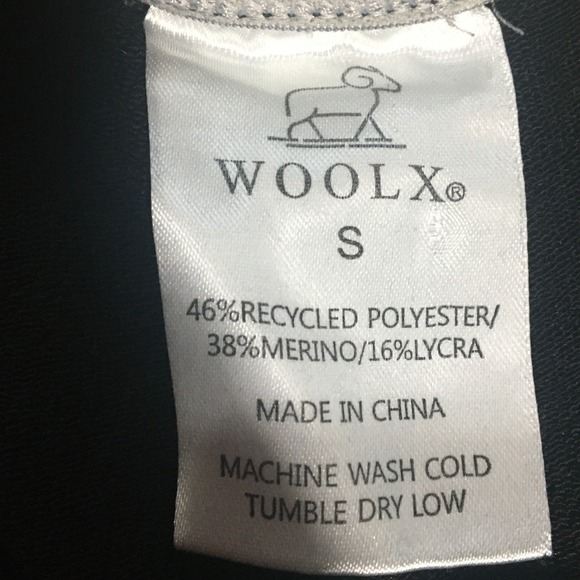 WOOLX®
S
46%RECYCLED POLYESTER/
38%MERINO/16%LYCRA
MADE IN CHINA
MACHINE WASH COLD
TUMBLE DRY LOW